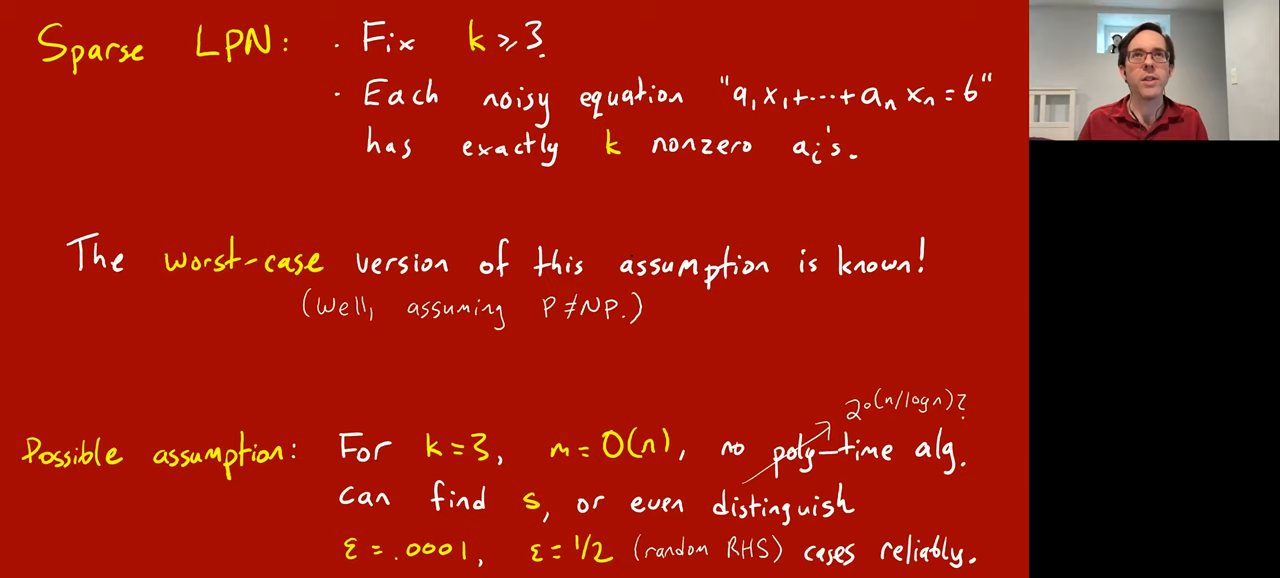 Sparse LPN: · Fix k ≥ 3.
· Each noisy equation "a₁x₁+···+aₙxₙ=b"
has exactly k nonzero aᵢ's.
The worst-case version of this assumption is known!
(Well, assuming P≠NP.)
2^o(n/log n)?
Possible assumption: For k=3, m=O(n), no poly-time alg.
can find s, or even distinguish
ε=.0001, ε=1/2 (random RHS) cases reliably.